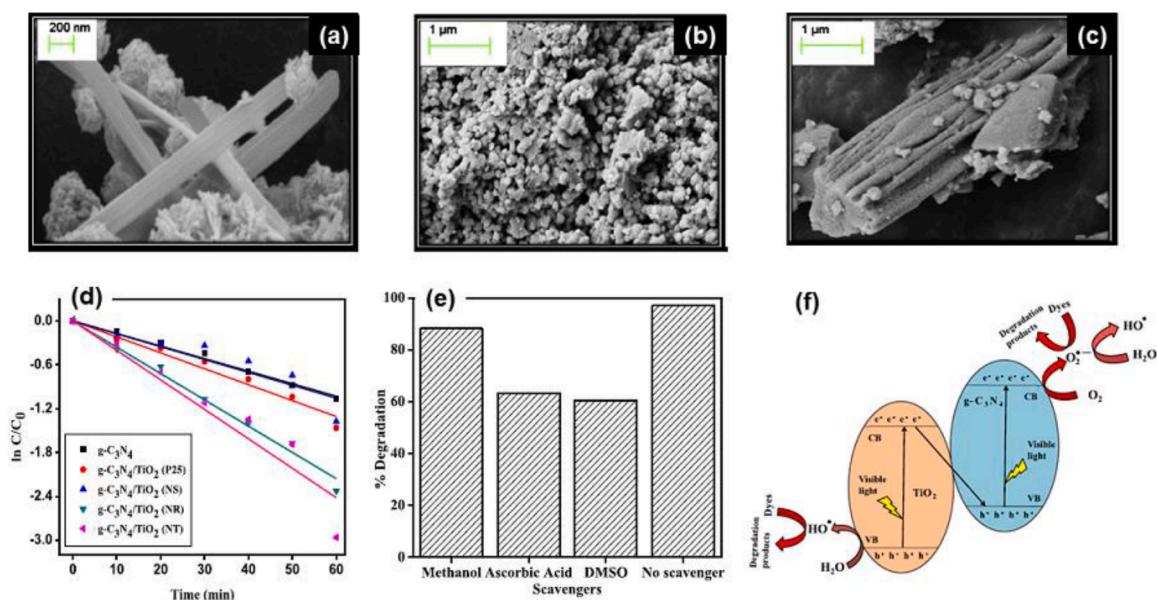 200 nm
(a)
1 µm
(b)
1 µm
(c)
(d)
0.0
-0.6
-1.2
-1.8
-2.4
-3.0
ln C/C0
g-C3N4
g-C3N4/TiO2 (P25)
g-C3N4/TiO2 (NS)
g-C3N4/TiO2 (NR)
g-C3N4/TiO2 (NT)
0 10 20 30 40 50 60
Time (min)
(e)
100
80
60
40
20
0
% Degradation
Methanol Ascorbic Acid DMSO No scavenger
Scavengers
(f)
Dyes
Degradation
products
HO•
O2•−
H2O
O2
e- e- e- e-
CB
g-C3N4
Visible
light
VB
h+ h+ h+ h+
e- e- e- e-
CB
Visible
light
TiO2
VB
h+ h+ h+ h+
Dyes
HO•
Degradation
products
H2O